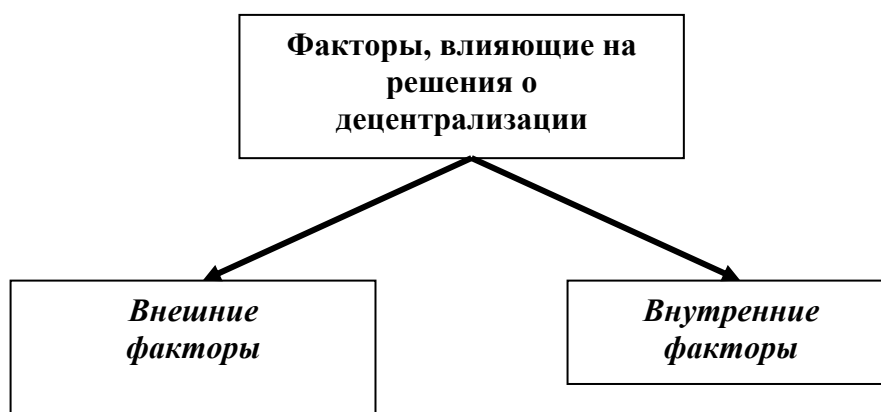 Факторы, влияющие на
решения о
децентрализации
Внешние
факторы
Внутренние
факторы